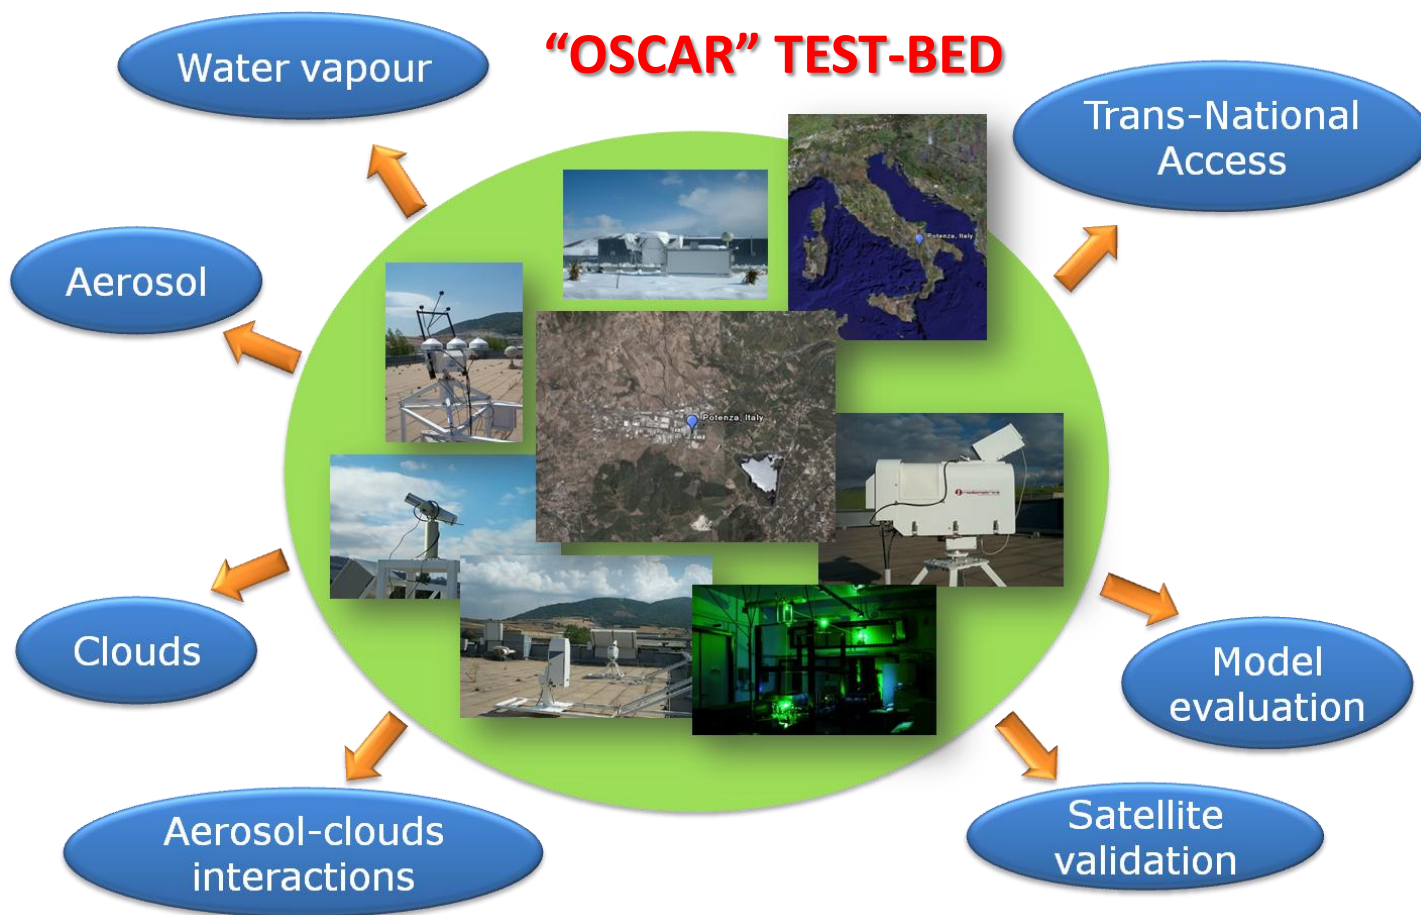 “OSCAR” TEST-BED
Water vapour
Trans-National
Access
Aerosol
Potenza, Italy
Potenza, Italy
radiometrics
Clouds
Model
evaluation
Aerosol-clouds
interactions
Satellite
validation